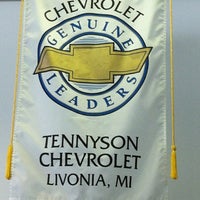 CHEVROLET
GENUINE
LEADERS
TENNYSON
CHEVROLET
LIVONIA, MI